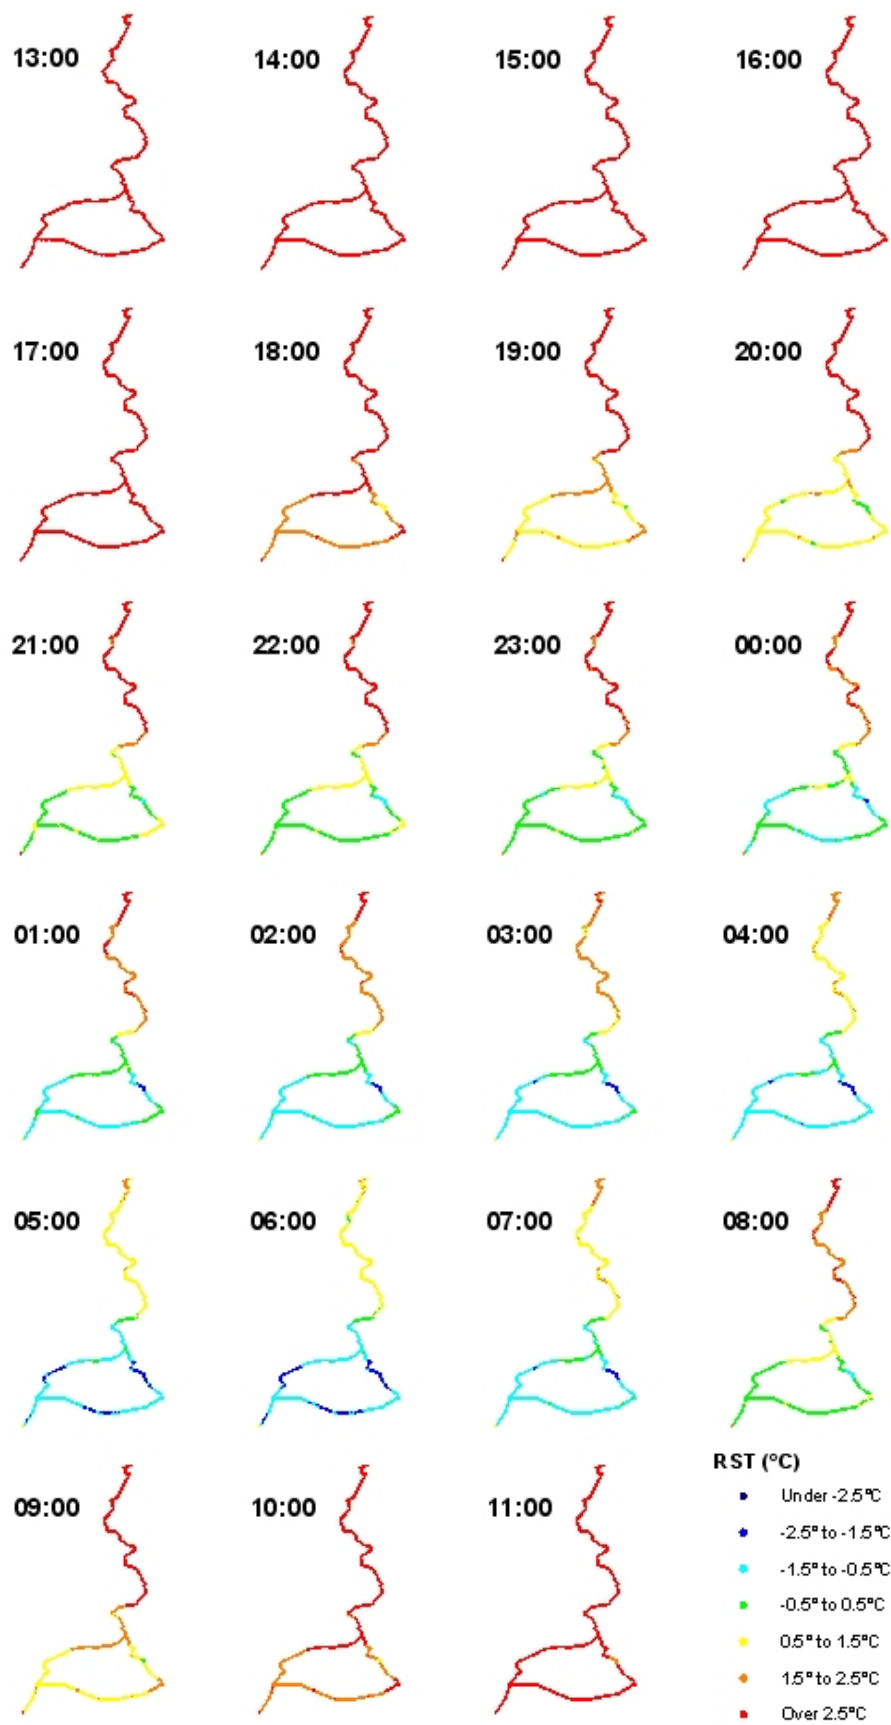 13:00 14:00 15:00 16:00
17:00 18:00 19:00 20:00
21:00 22:00 23:00 00:00
01:00 02:00 03:00 04:00
05:00 06:00 07:00 08:00
09:00 10:00 11:00
RST (°C)
Under -2.5°C
-2.5° to -1.5°C
-1.5° to -0.5°C
-0.5° to 0.5°C
0.5° to 1.5°C
1.5° to 2.5°C
Over 2.5°C